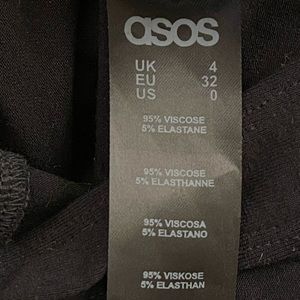 asos
UK 4
EU 32
US 0
95% VISCOSE
5% ELASTANE
95% VISCOSE
5% ELASTHANNE
95% VISCOSA
5% ELASTANO
95% VISKOSE
5% ELASTHAN